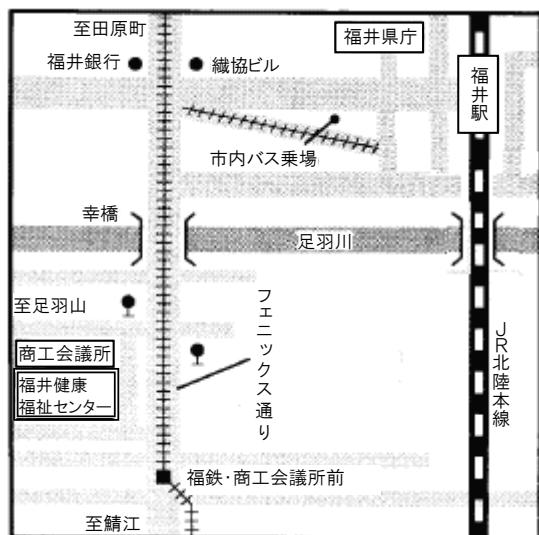 至田原町
福井銀行
繊協ビル
福井県庁
福井駅
市内バス乗場
幸橋
足羽川
至足羽山
フェニックス通り
JR北陸本線
商工会議所
福井健康
福祉センター
福鉄・商工会議所前
至鯖江